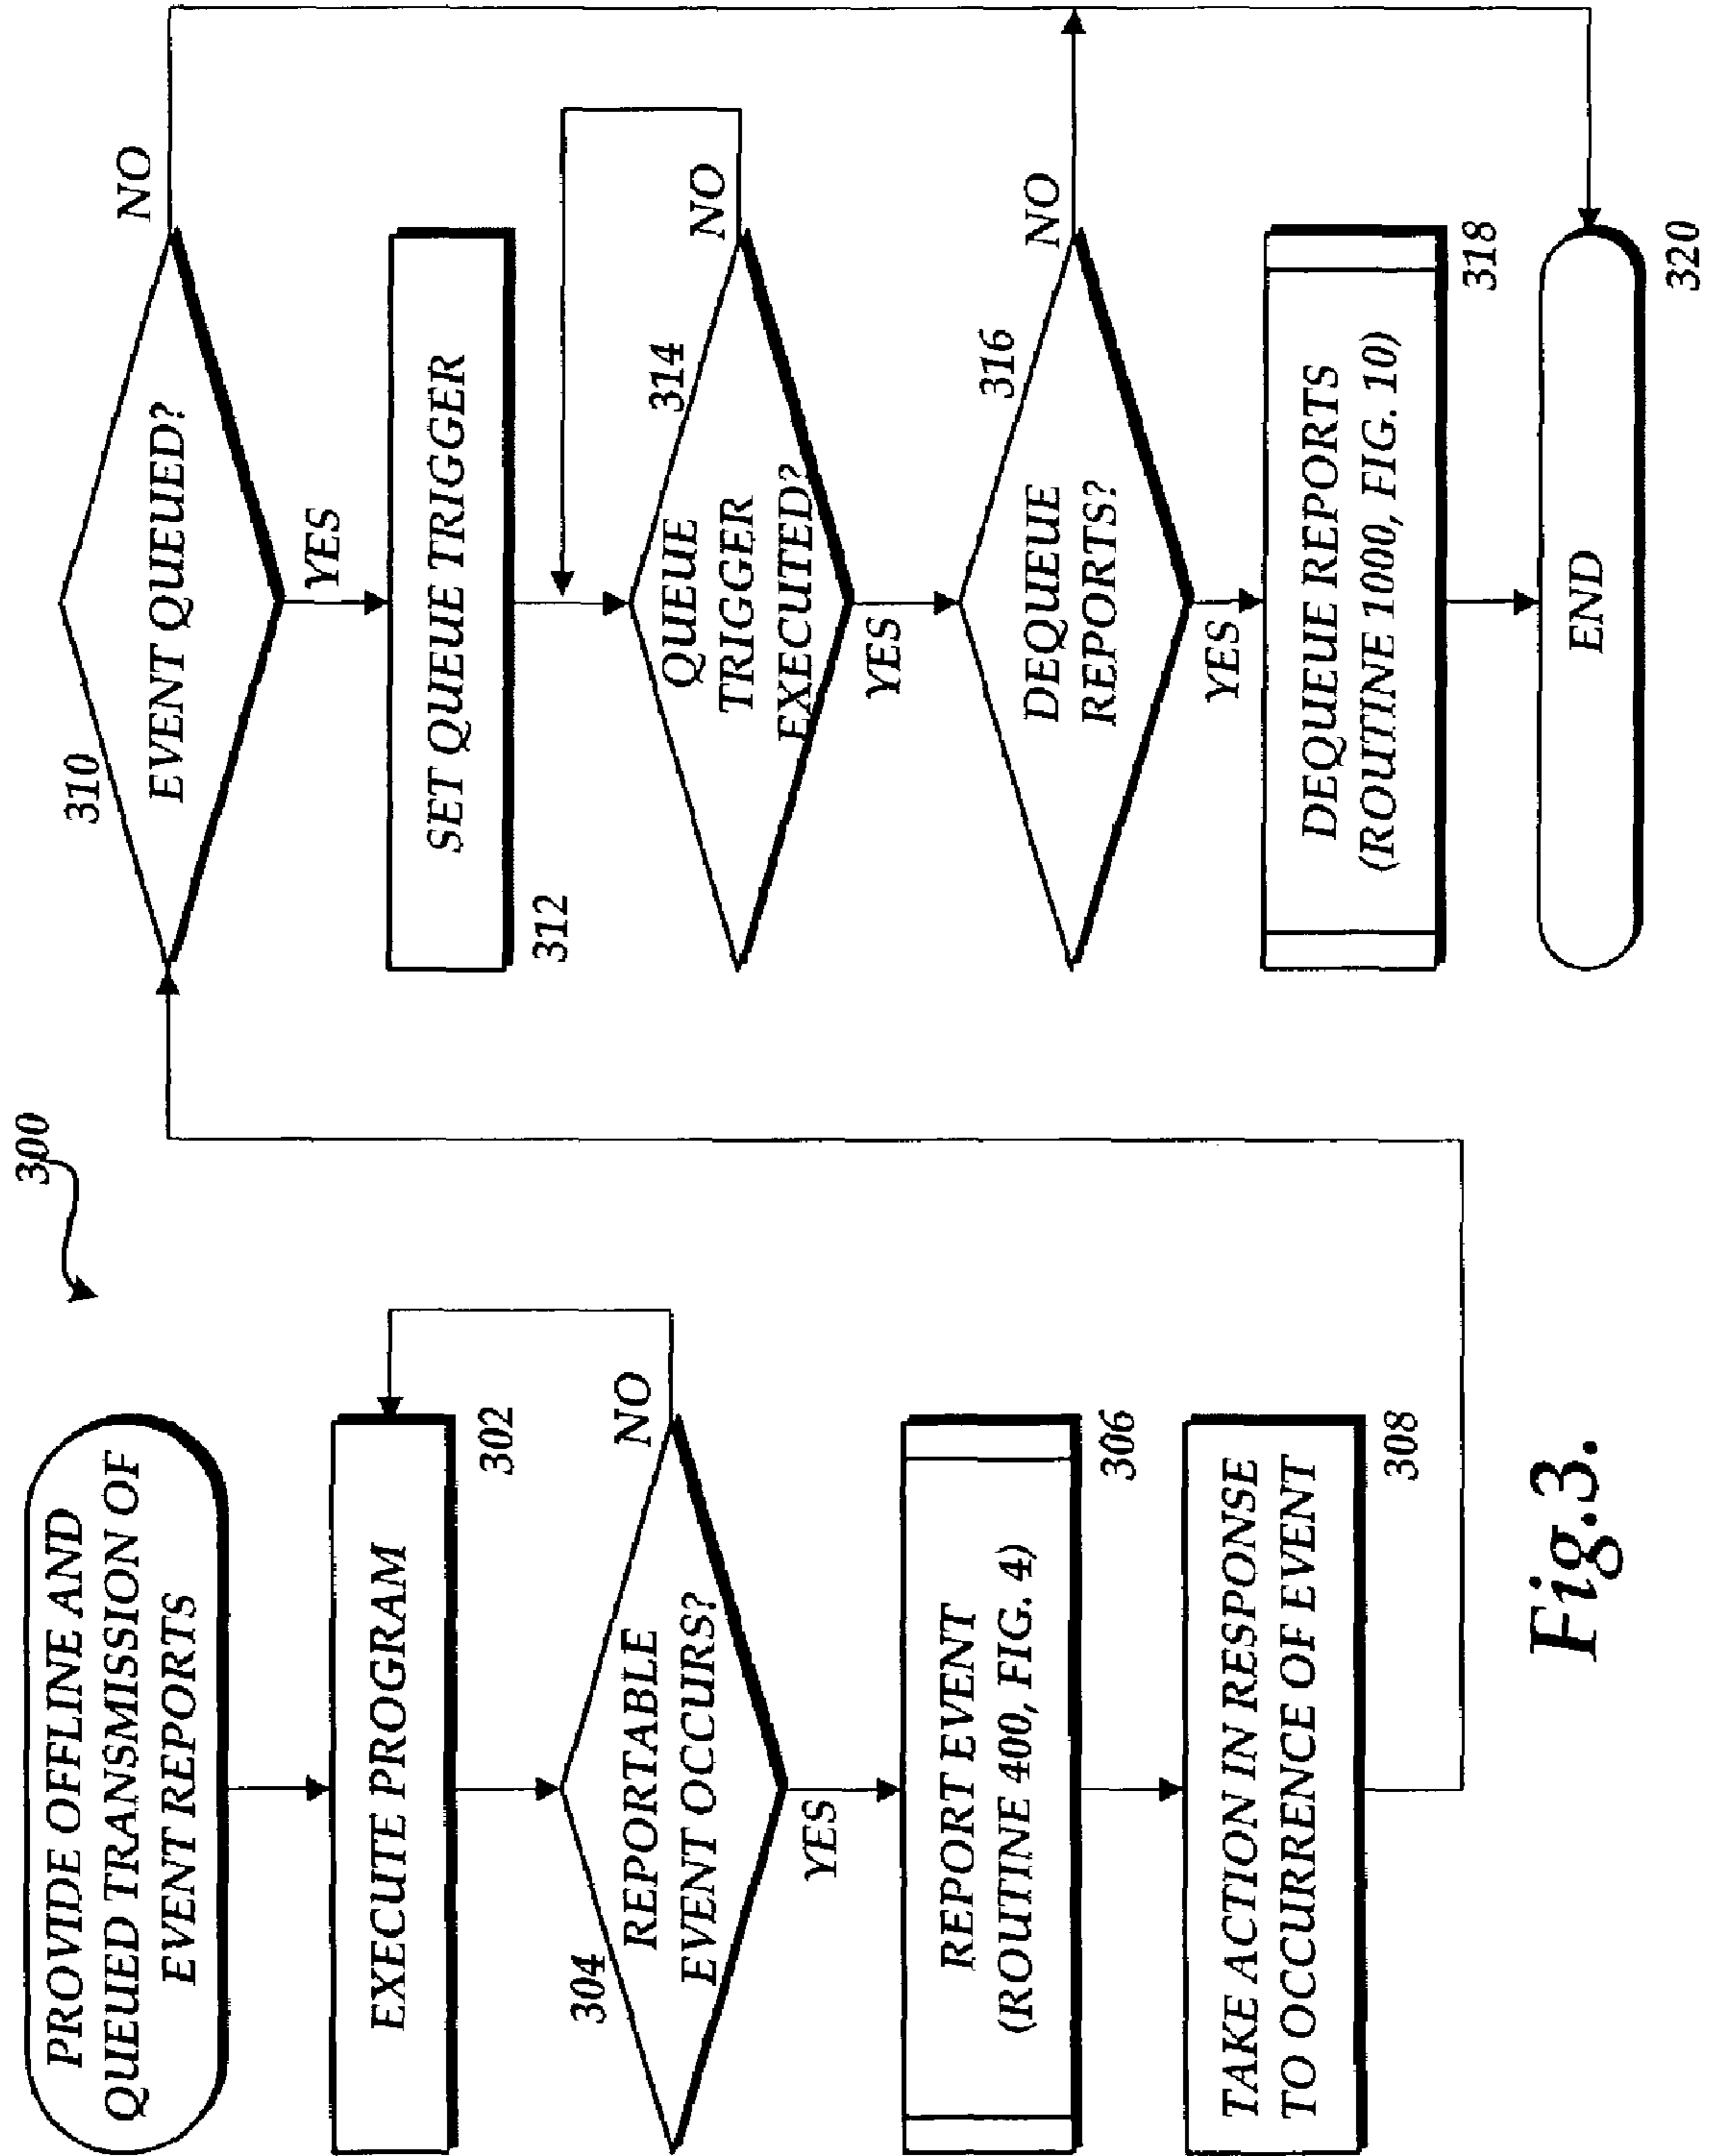 300
PROVIDE OFFLINE AND
QUEUED TRANSMISSION OF
EVENT REPORTS
EXECUTE PROGRAM
302
304
REPORTABLE
EVENT OCCURS?
NO
YES
REPORT EVENT
(ROUTINE 400, FIG. 4)
306
TAKE ACTION IN RESPONSE
TO OCCURRENCE OF EVENT
308
310
EVENT QUEUED?
NO
YES
SET QUEUE TRIGGER
312
314
QUEUE
TRIGGER
EXECUTED?
NO
YES
316
DEQUEUE
REPORTS?
NO
YES
DEQUEUE REPORTS
(ROUTINE 1000, FIG. 10)
318
END
320
Fig.3.